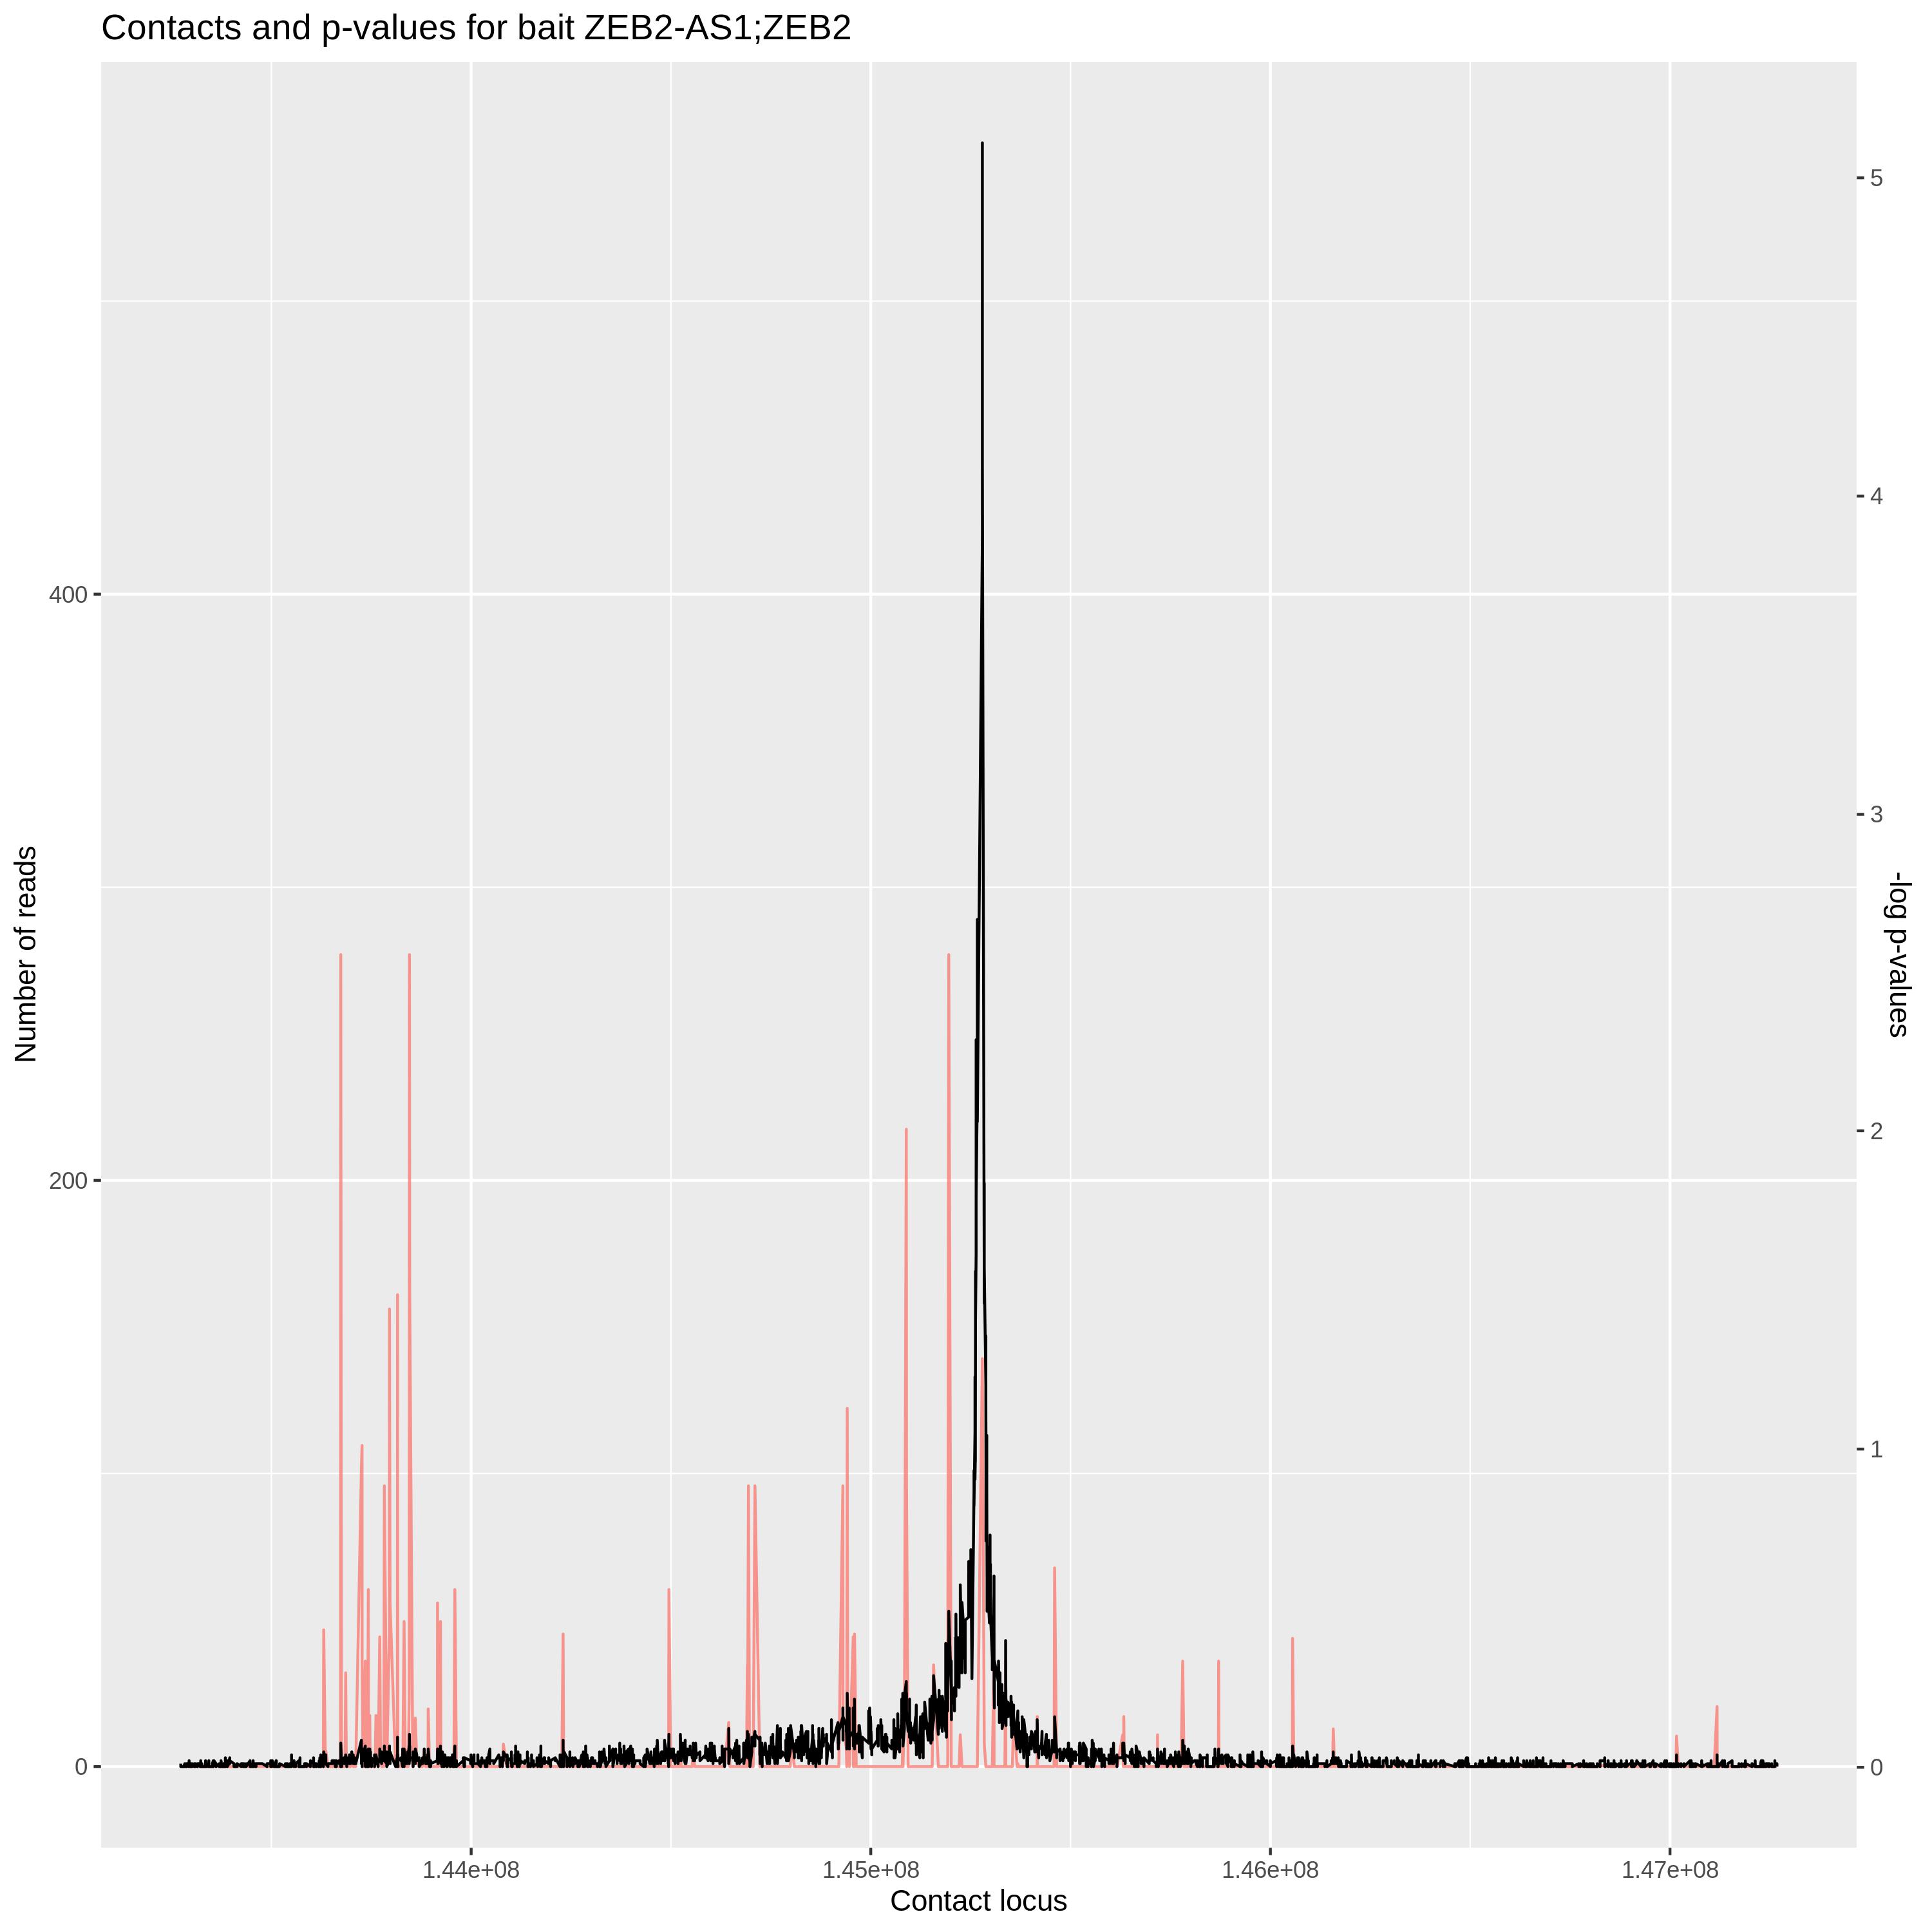 Contacts and p-values for bait ZEB2-AS1;ZEB2
Number of reads
400
200
0
5
4
3
2
1
0
-log p-values
1.44e+08 1.45e+08 1.46e+08 1.47e+08
Contact locus